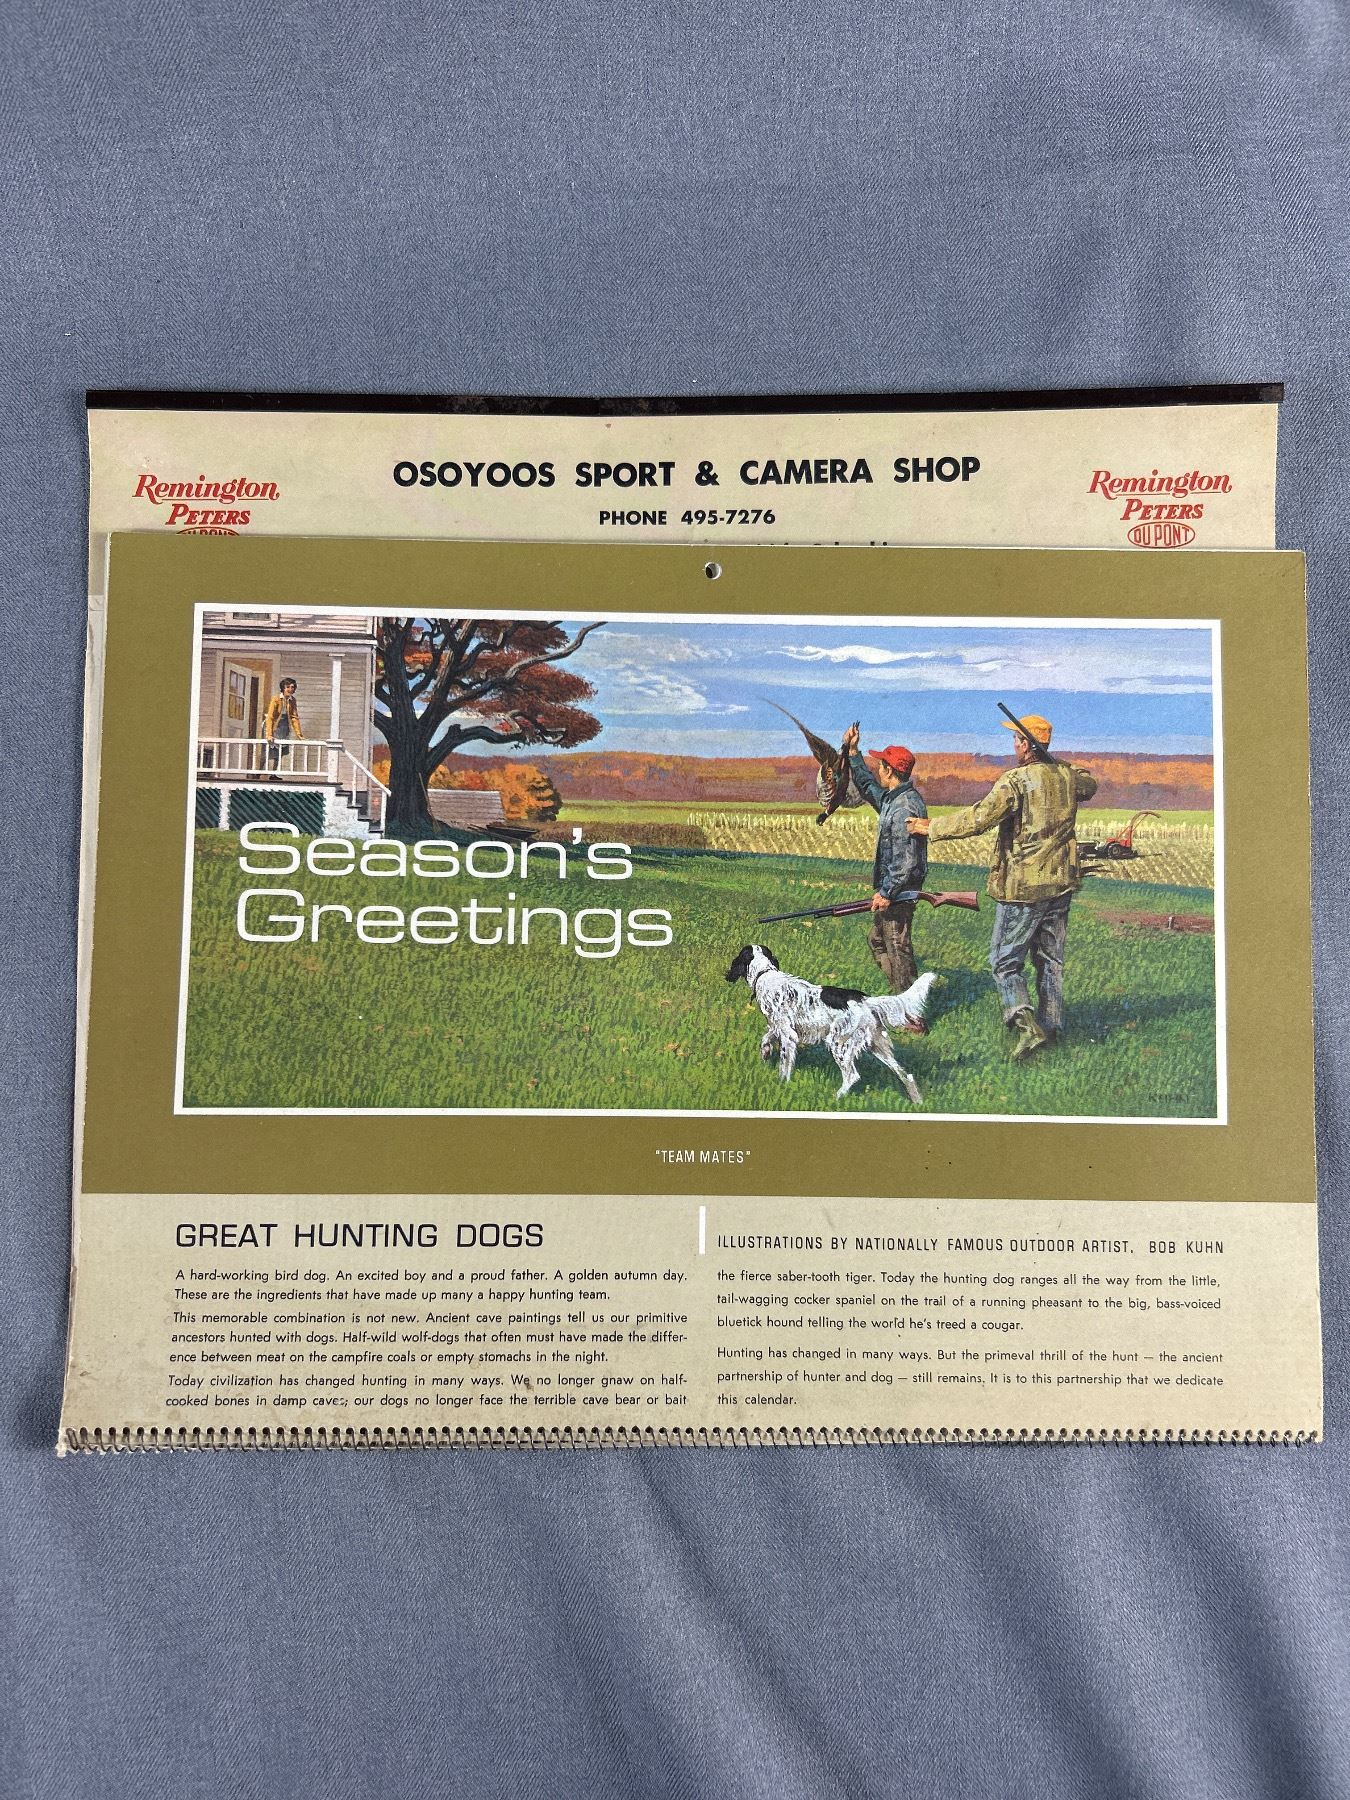 OSOYOOS SPORT & CAMERA SHOP
PHONE 495-7276
Remington,
PETERS
Remington,
PETERS
DU PONT
Season's
Greetings
KUHN
"TEAM MATES"
GREAT HUNTING DOGS
A hard-working bird dog. An excited boy and a proud father. A golden autumn day.
These are the ingredients that have made up many a happy hunting team.
This memorable combination is not new. Ancient cave paintings tell us our primitive
ancestors hunted with dogs. Half-wild wolf-dogs that often must have made the differ-
ence between meat on the campfire coals or empty stomachs in the night.
Today civilization has changed hunting in many ways. We no longer gnaw on half-
cooked bones in damp caves; our dogs no longer face the terrible cave bear or bait
ILLUSTRATIONS BY NATIONALLY FAMOUS OUTDOOR ARTIST, BOB KUHN
the fierce saber-tooth tiger. Today the hunting dog ranges all the way from the little,
tail-wagging cocker spaniel on the trail of a running pheasant to the big, bass-voiced
bluetick hound telling the world he's treed a cougar.
Hunting has changed in many ways. But the primeval thrill of the hunt — the ancient
partnership of hunter and dog — still remains. It is to this partnership that we dedicate
this calendar.